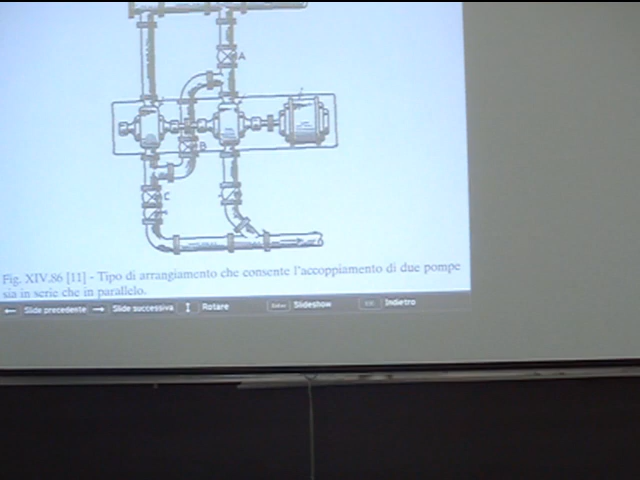 A
B
C
Fig. XIV.86 [11] - Tipo di arrangiamento che consente l'accoppiamento di due pompe
sia in serie che in parallelo.
Slide precedente Slide successiva Rotare Slideshow Indietro